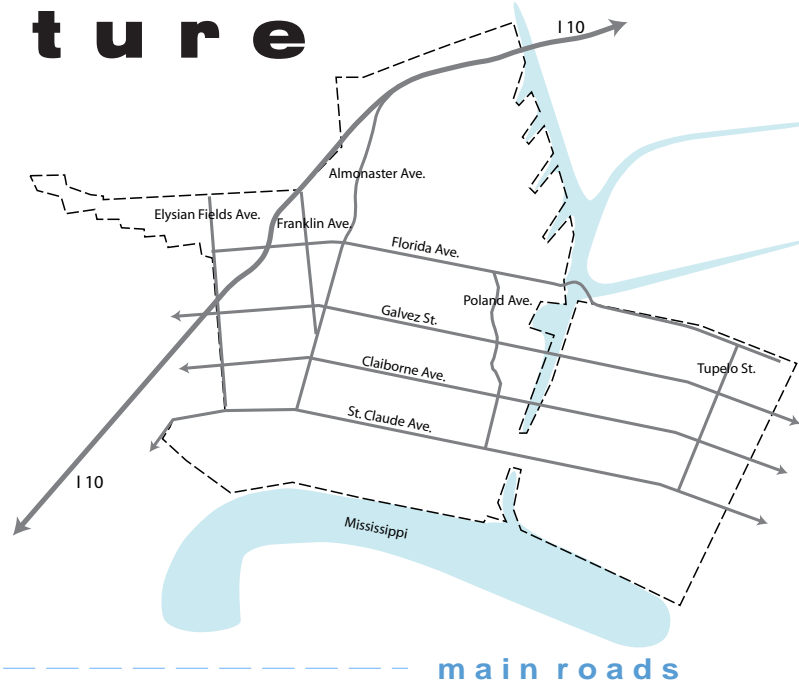 ture
I 10
Almonaster Ave.
Elysian Fields Ave.
Franklin Ave.
Florida Ave.
Poland Ave.
Galvez St.
Claiborne Ave.
Tupelo St.
St. Claude Ave.
I 10
Mississippi
main roads